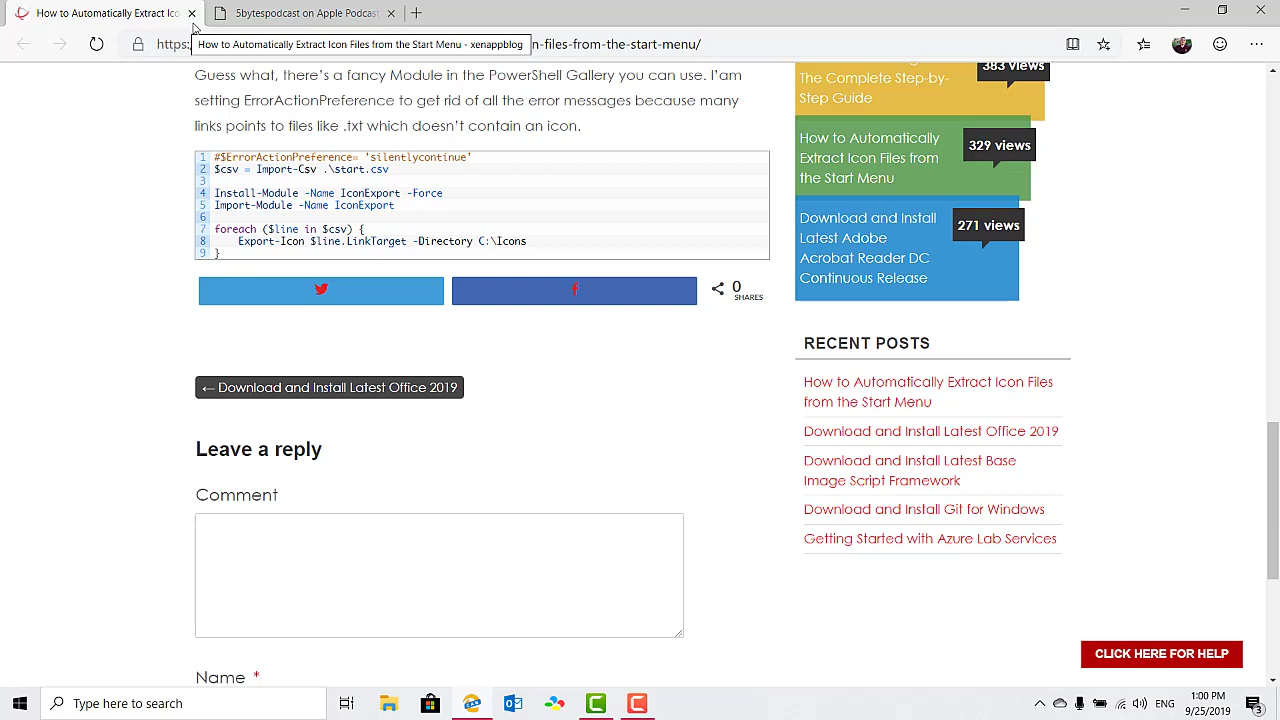 How to Automatically Extract Ico
5bytespodcast on Apple Podcast
https:
How to Automatically Extract Icon Files from the Start Menu - xenappblog
n-files-from-the-start-menu/
Guess what, there's a fancy Module in the PowerShell Gallery you can use. I'am
setting ErrorActionPreference to get rid of all the error messages because many
links points to files like .txt which doesn't contain an icon.
1 #$ErrorActionPreference= 'silentlycontinue'
2 $csv = Import-Csv .\start.csv
3
4 Install-Module -Name IconExport -Force
5 Import-Module -Name IconExport
6
7 foreach ($line in $csv) {
8 Export-Icon $line.LinkTarget -Directory C:\Icons
9 }
0
SHARES
← Download and Install Latest Office 2019
Leave a reply
Comment
Name *
383 views
The Complete Step-by-
Step Guide
How to Automatically
Extract Icon Files from
the Start Menu
329 views
Download and Install
Latest Adobe
Acrobat Reader DC
Continuous Release
271 views
RECENT POSTS
How to Automatically Extract Icon Files
from the Start Menu
Download and Install Latest Office 2019
Download and Install Latest Base
Image Script Framework
Download and Install Git for Windows
Getting Started with Azure Lab Services
CLICK HERE FOR HELP
Type here to search
ENG
1:00 PM
9/25/2019
3